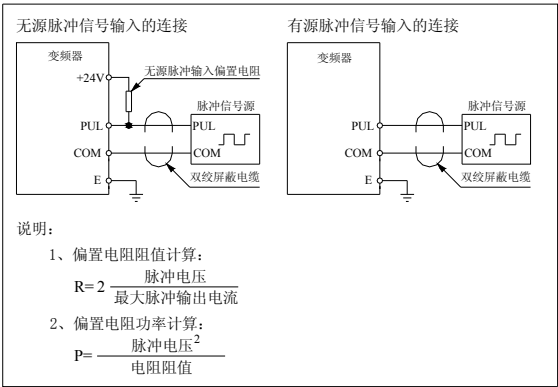 无源脉冲信号输入的连接
有源脉冲信号输入的连接
变频器
+24V
无源脉冲输入偏置电阻
脉冲信号源
PUL
PUL
COM
COM
E
双绞屏蔽电缆
变频器
脉冲信号源
PUL
PUL
COM
COM
E
双绞屏蔽电缆
说明：
1、偏置电阻阻值计算：
R= 2 脉冲电压
最大脉冲输出电流
2、偏置电阻功率计算：
P= 脉冲电压²
电阻阻值